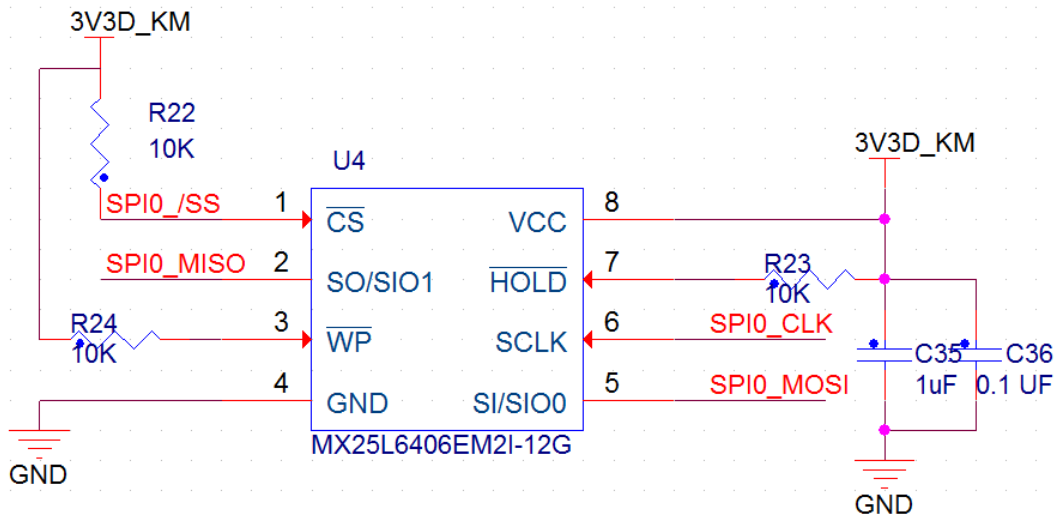 3V3D_KM
R22
10K
U4
3V3D_KM
SPI0_/SS
1
CS
VCC
8
SPI0_MISO
2
SO/SIO1
HOLD
7
R23
10K
R24
10K
3
WP
SCLK
6
SPI0_CLK
C35
1uF
C36
0.1 UF
4
GND
SI/SIO0
5
SPI0_MOSI
MX25L6406EM2I-12G
GND
GND